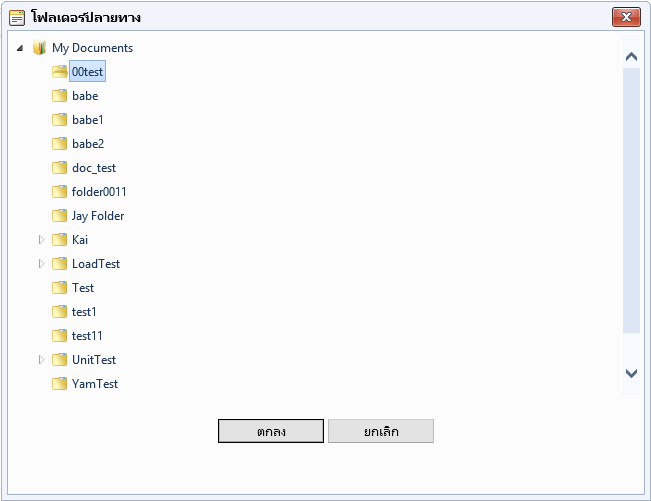 โฟลเดอร์ปลายทาง
My Documents
00test
babe
babe1
babe2
doc_test
folder0011
Jay Folder
Kai
LoadTest
Test
test1
test11
UnitTest
YamTest
ตกลง
ยกเลิก